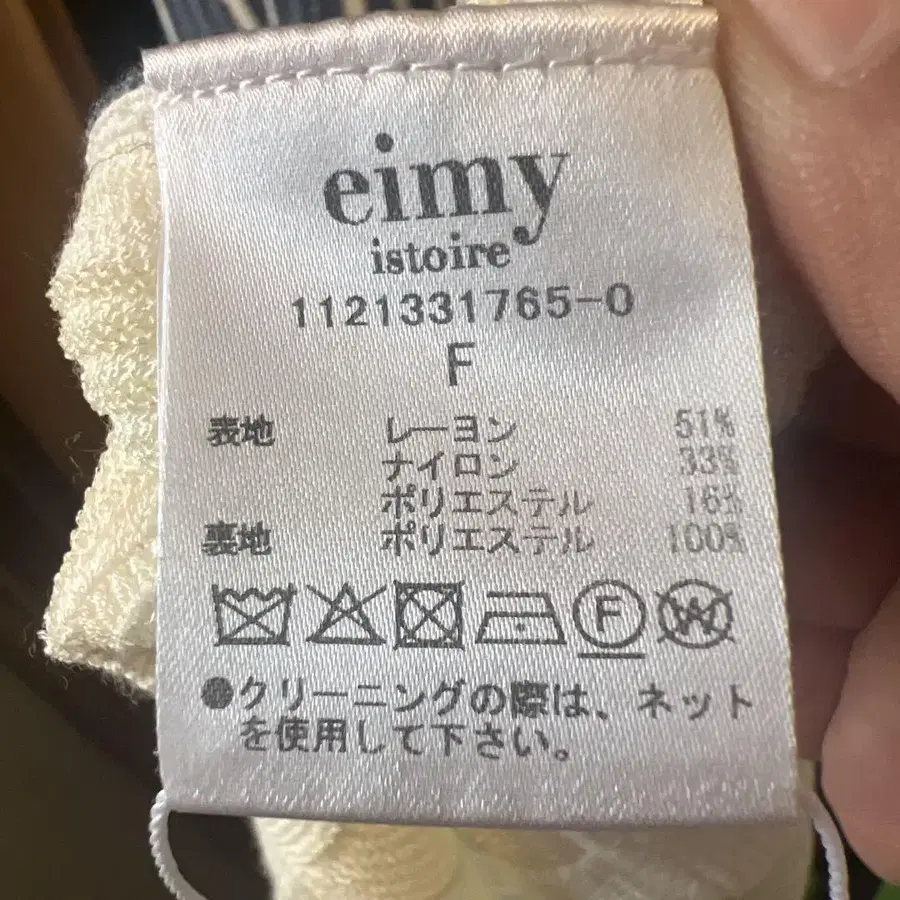 eimy
istoire
1121331765-0
F
表地 レーヨン 51%
ナイロン 33%
ポリエステル 16%
裏地 ポリエステル 100%
F W
●クリーニングの際は、ネット
を使用して下さい。